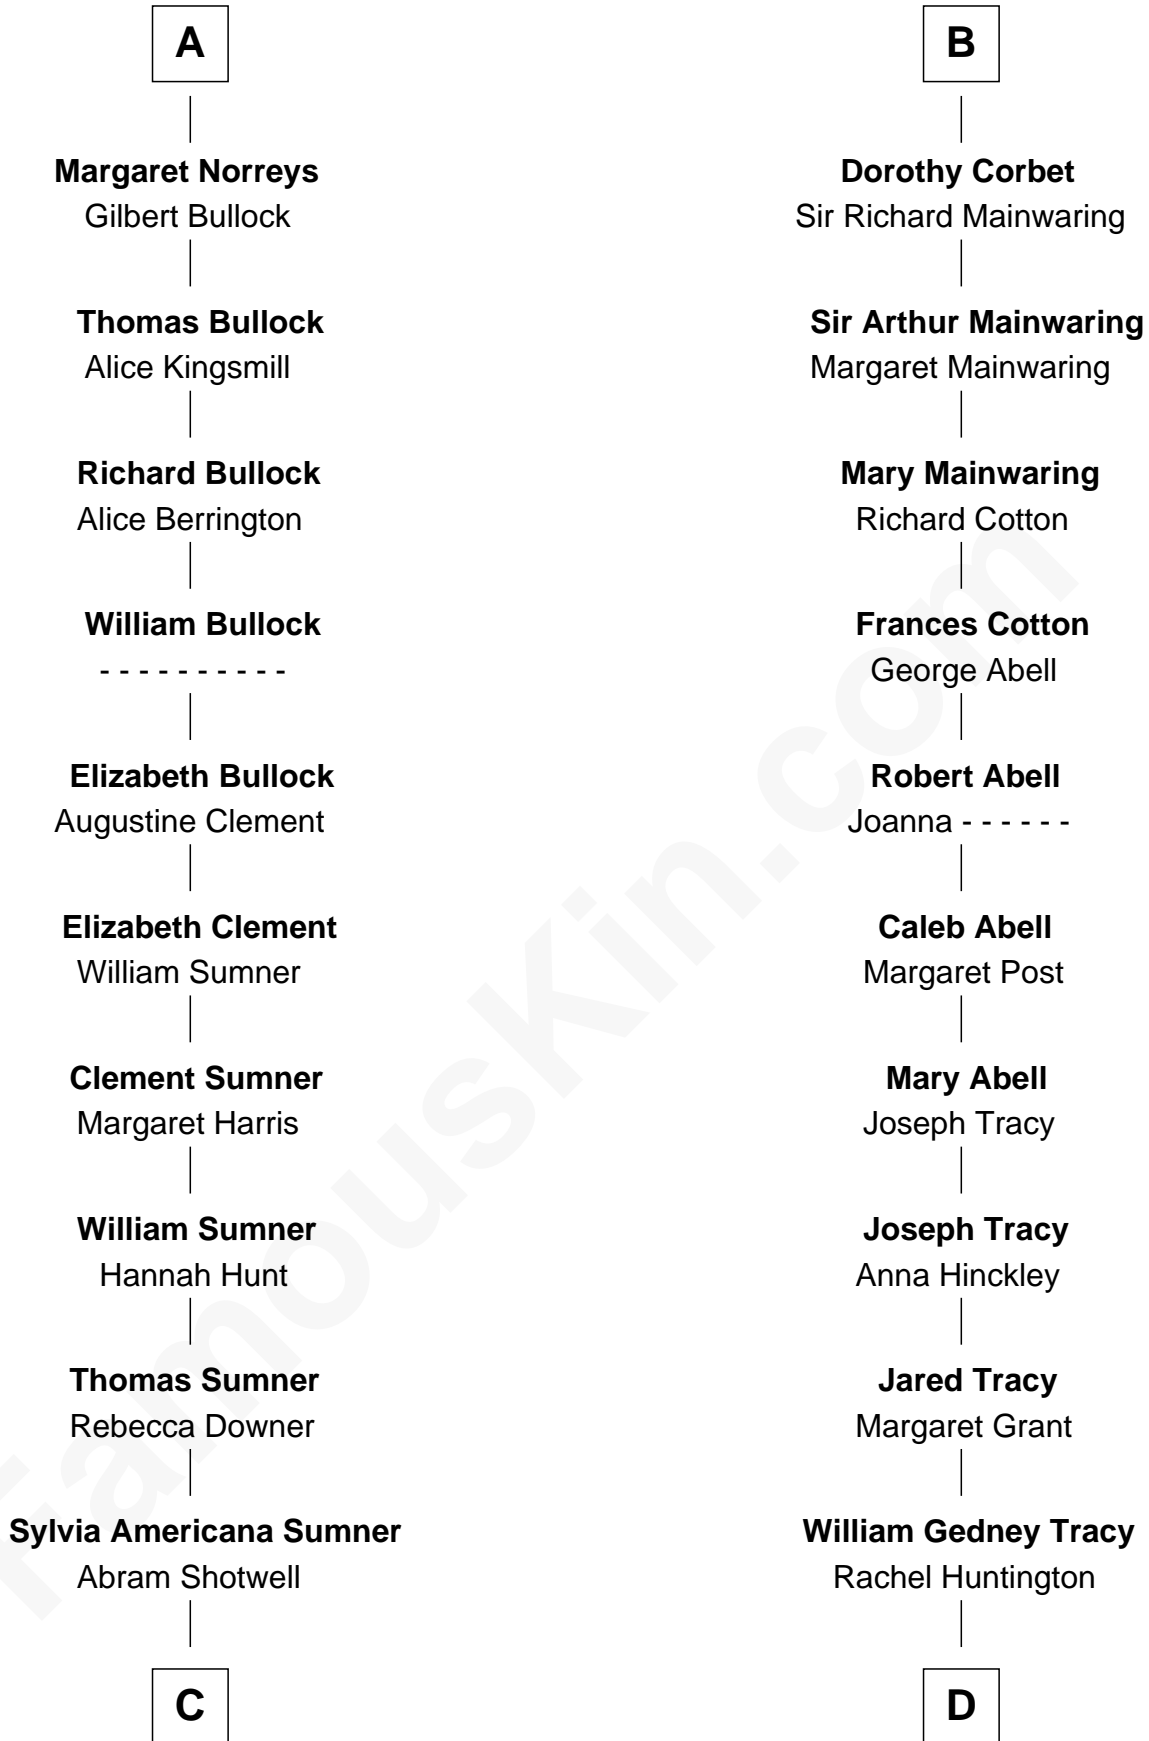 A
Margaret Norreys
Gilbert Bullock
Thomas Bullock
Alice Kingsmill
Richard Bullock
Alice Berrington
William Bullock
- - - - - - - - - -
Elizabeth Bullock
Augustine Clement
Elizabeth Clement
William Sumner
Clement Sumner
Margaret Harris
William Sumner
Hannah Hunt
Thomas Sumner
Rebecca Downer
Sylvia Americana Sumner
Abram Shotwell
C
B
Dorothy Corbet
Sir Richard Mainwaring
Sir Arthur Mainwaring
Margaret Mainwaring
Mary Mainwaring
Richard Cotton
Frances Cotton
George Abell
Robert Abell
Joanna - - - - - -
Caleb Abell
Margaret Post
Mary Abell
Joseph Tracy
Joseph Tracy
Anna Hinckley
Jared Tracy
Margaret Grant
William Gedney Tracy
Rachel Huntington
D
FamousKin.com